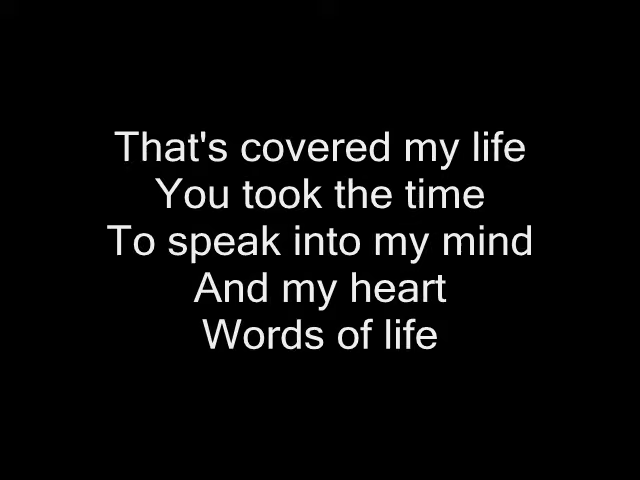 That's covered my life
You took the time
To speak into my mind
And my heart
Words of life